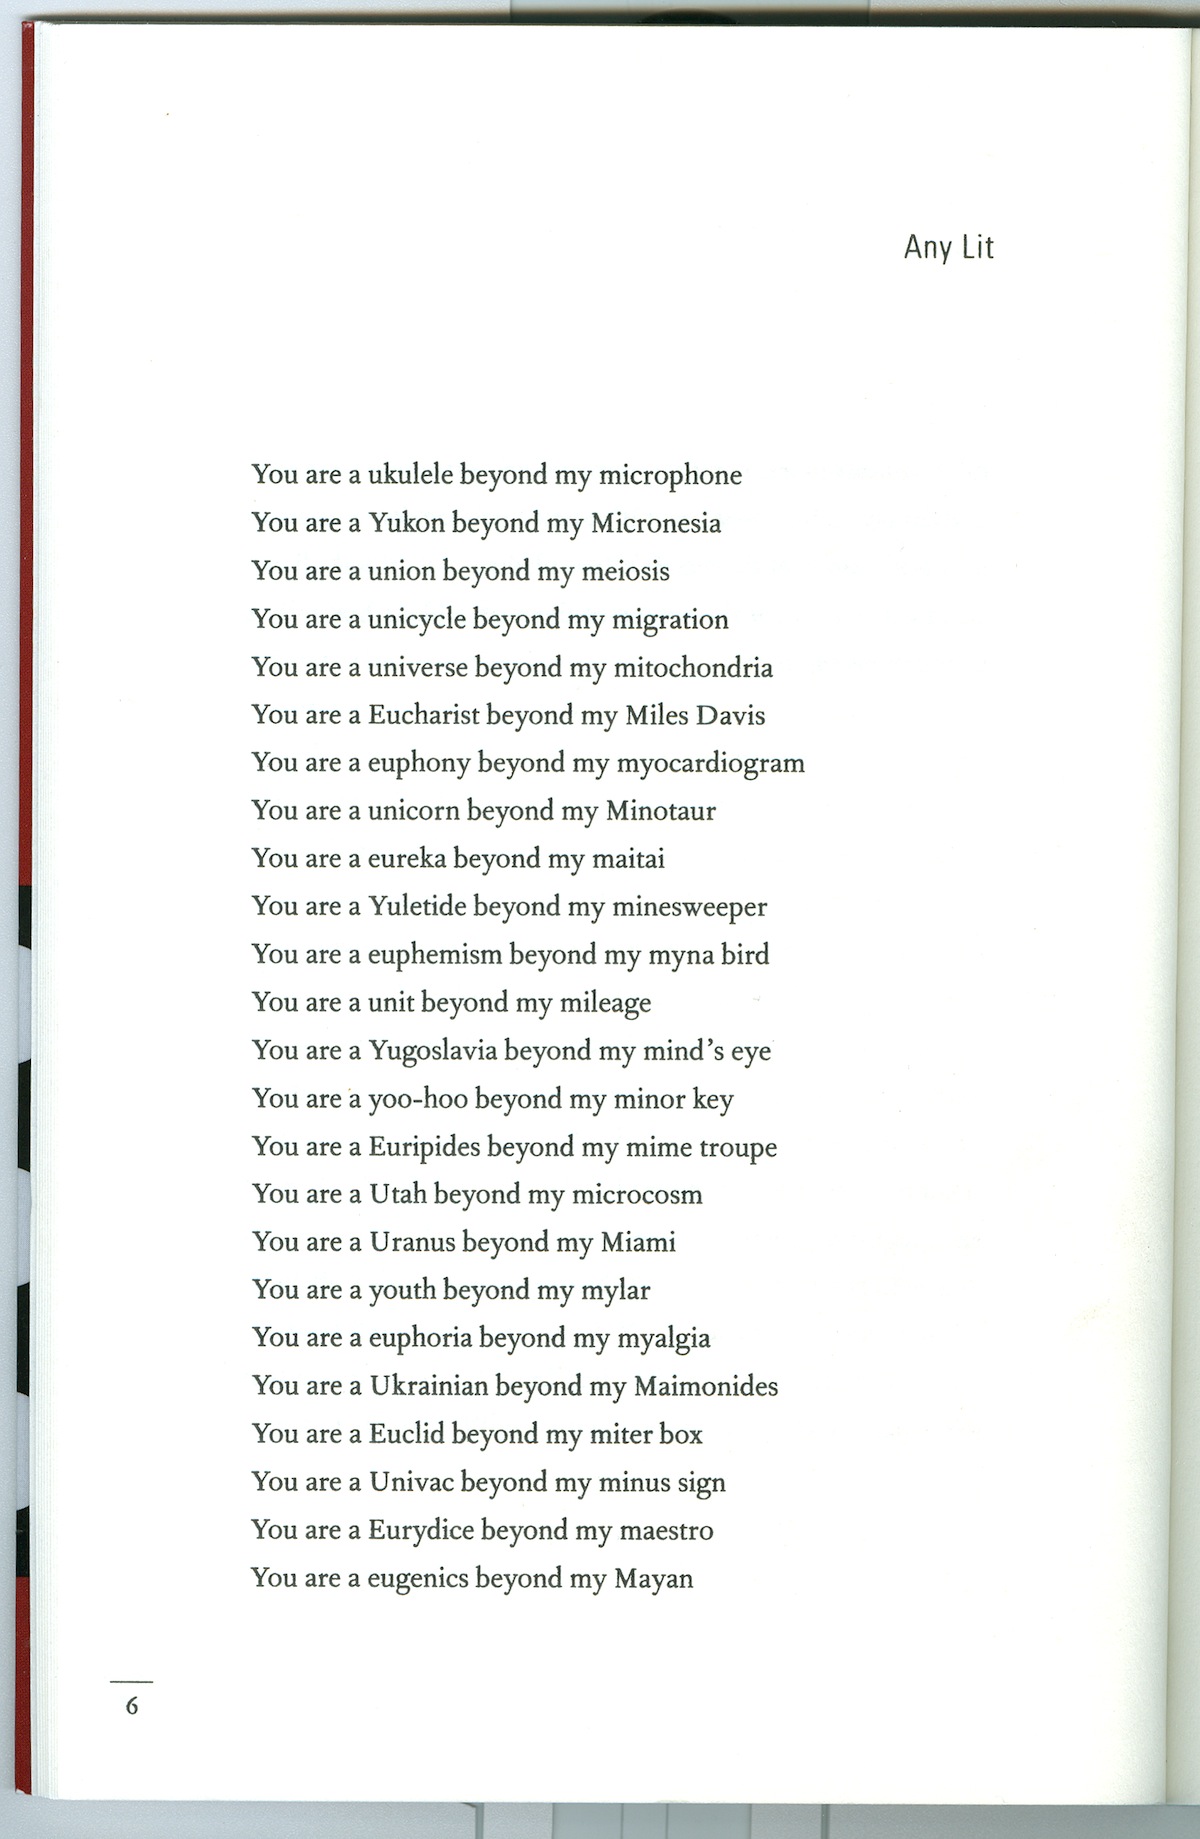 Any Lit
You are a ukulele beyond my microphone
You are a Yukon beyond my Micronesia
You are a union beyond my meiosis
You are a unicycle beyond my migration
You are a universe beyond my mitochondria
You are a Eucharist beyond my Miles Davis
You are a euphony beyond my myocardiogram
You are a unicorn beyond my Minotaur
You are a eureka beyond my maitai
You are a Yuletide beyond my minesweeper
You are a euphemism beyond my myna bird
You are a unit beyond my mileage
You are a Yugoslavia beyond my mind’s eye
You are a yoo-hoo beyond my minor key
You are a Euripides beyond my mime troupe
You are a Utah beyond my microcosm
You are a Uranus beyond my Miami
You are a youth beyond my mylar
You are a euphoria beyond my myalgia
You are a Ukrainian beyond my Maimonides
You are a Euclid beyond my miter box
You are a Univac beyond my minus sign
You are a Eurydice beyond my maestro
You are a eugenics beyond my Mayan
6